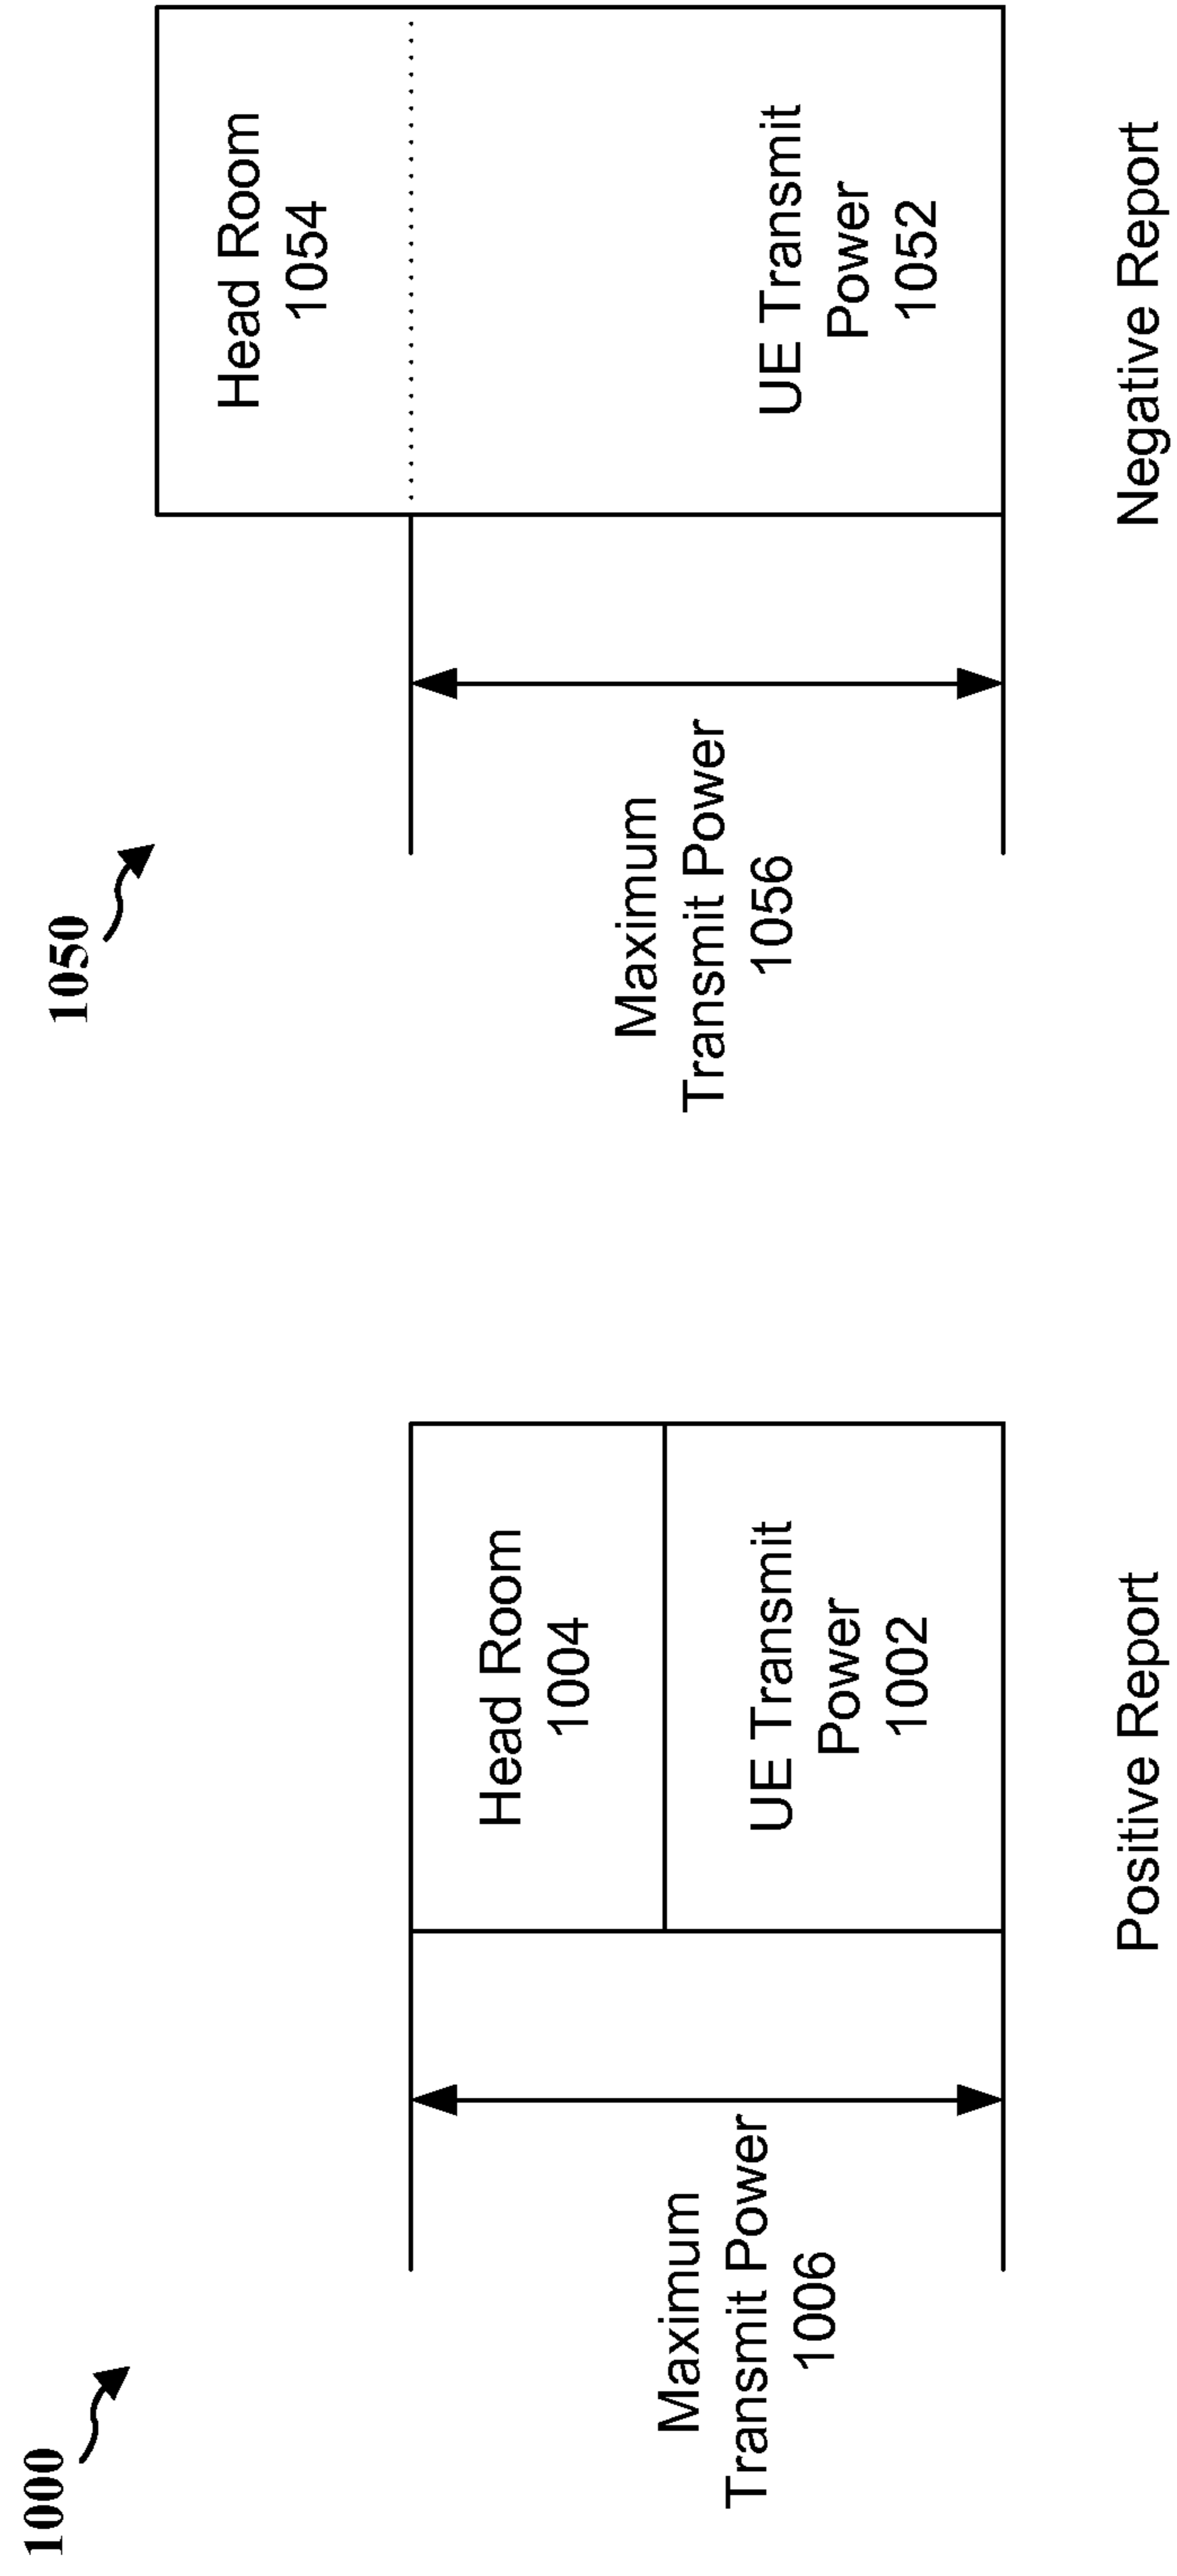 1000
Maximum
Transmit Power
1006
Head Room
1004
UE Transmit
Power
1002
Positive Report
1050
Maximum
Transmit Power
1056
Head Room
1054
UE Transmit
Power
1052
Negative Report